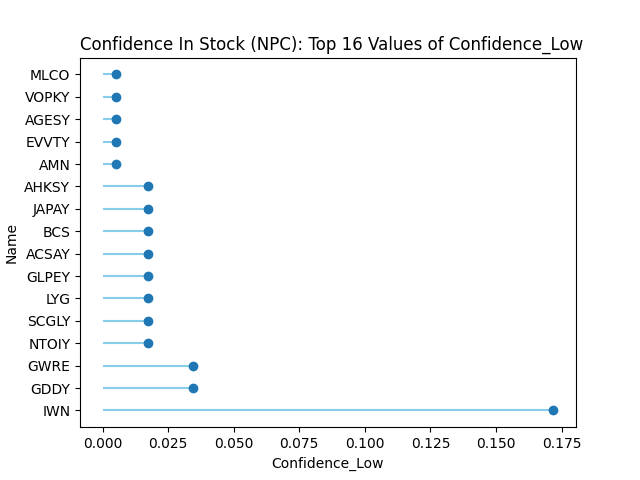 Confidence In Stock (NPC): Top 16 Values of Confidence_Low
MLCO
VOPKY
AGESY
EVVTY
AMN
AHKSY
JAPAY
BCS
ACSAY
GLPEY
LYG
SCGLY
NTOIY
GWRE
GDDY
IWN
Name
0.000 0.025 0.050 0.075 0.100 0.125 0.150 0.175
Confidence_Low